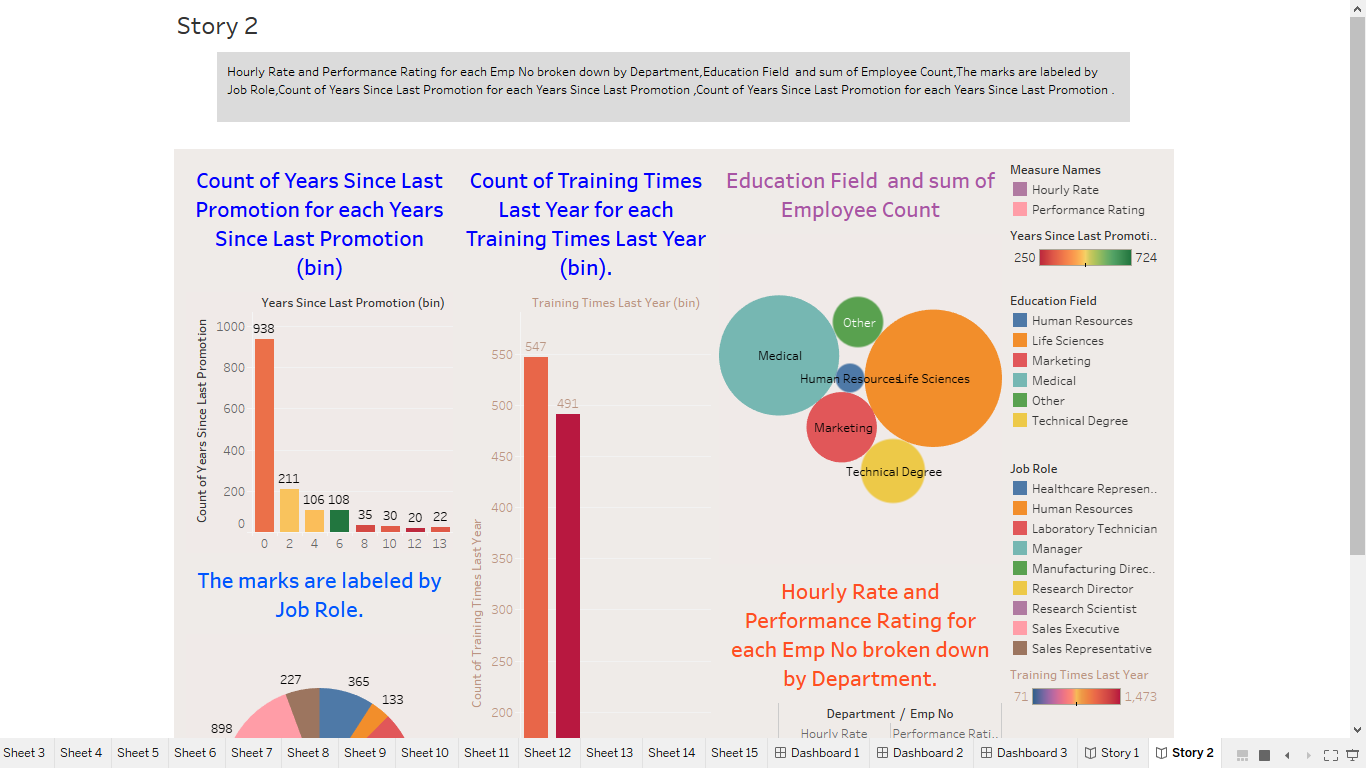 Story 2
Hourly Rate and Performance Rating for each Emp No broken down by Department,Education Field  and sum of Employee Count,The marks are labeled by
Job Role,Count of Years Since Last Promotion for each Years Since Last Promotion ,Count of Years Since Last Promotion for each Years Since Last Promotion .
Count of Years Since Last
Promotion for each Years
Since Last Promotion
(bin)
Years Since Last Promotion (bin)
Count of Years Since Last Promotion
1000
800
600
400
200
0
938
211
106
108
35
30
20
22
0
2
4
6
8
10
12
13
The marks are labeled by
Job Role.
227
365
133
898
Count of Training Times
Last Year for each
Training Times Last Year
(bin).
Training Times Last Year (bin)
Count of Training Times Last Year
550
500
450
400
350
300
250
200
547
491
Education Field  and sum of
Employee Count
Medical
Other
Human Resources
Life Sciences
Marketing
Technical Degree
Hourly Rate and
Performance Rating for
each Emp No broken down
by Department.
Department / Emp No
Hourly Rate
Performance Rati..
Measure Names
Hourly Rate
Performance Rating
Years Since Last Promoti..
250
724
Education Field
Human Resources
Life Sciences
Marketing
Medical
Other
Technical Degree
Job Role
Healthcare Represen..
Human Resources
Laboratory Technician
Manager
Manufacturing Direc..
Research Director
Research Scientist
Sales Executive
Sales Representative
Training Times Last Year
71
1,473
Sheet 3
Sheet 4
Sheet 5
Sheet 6
Sheet 7
Sheet 8
Sheet 9
Sheet 10
Sheet 11
Sheet 12
Sheet 13
Sheet 14
Sheet 15
Dashboard 1
Dashboard 2
Dashboard 3
Story 1
Story 2